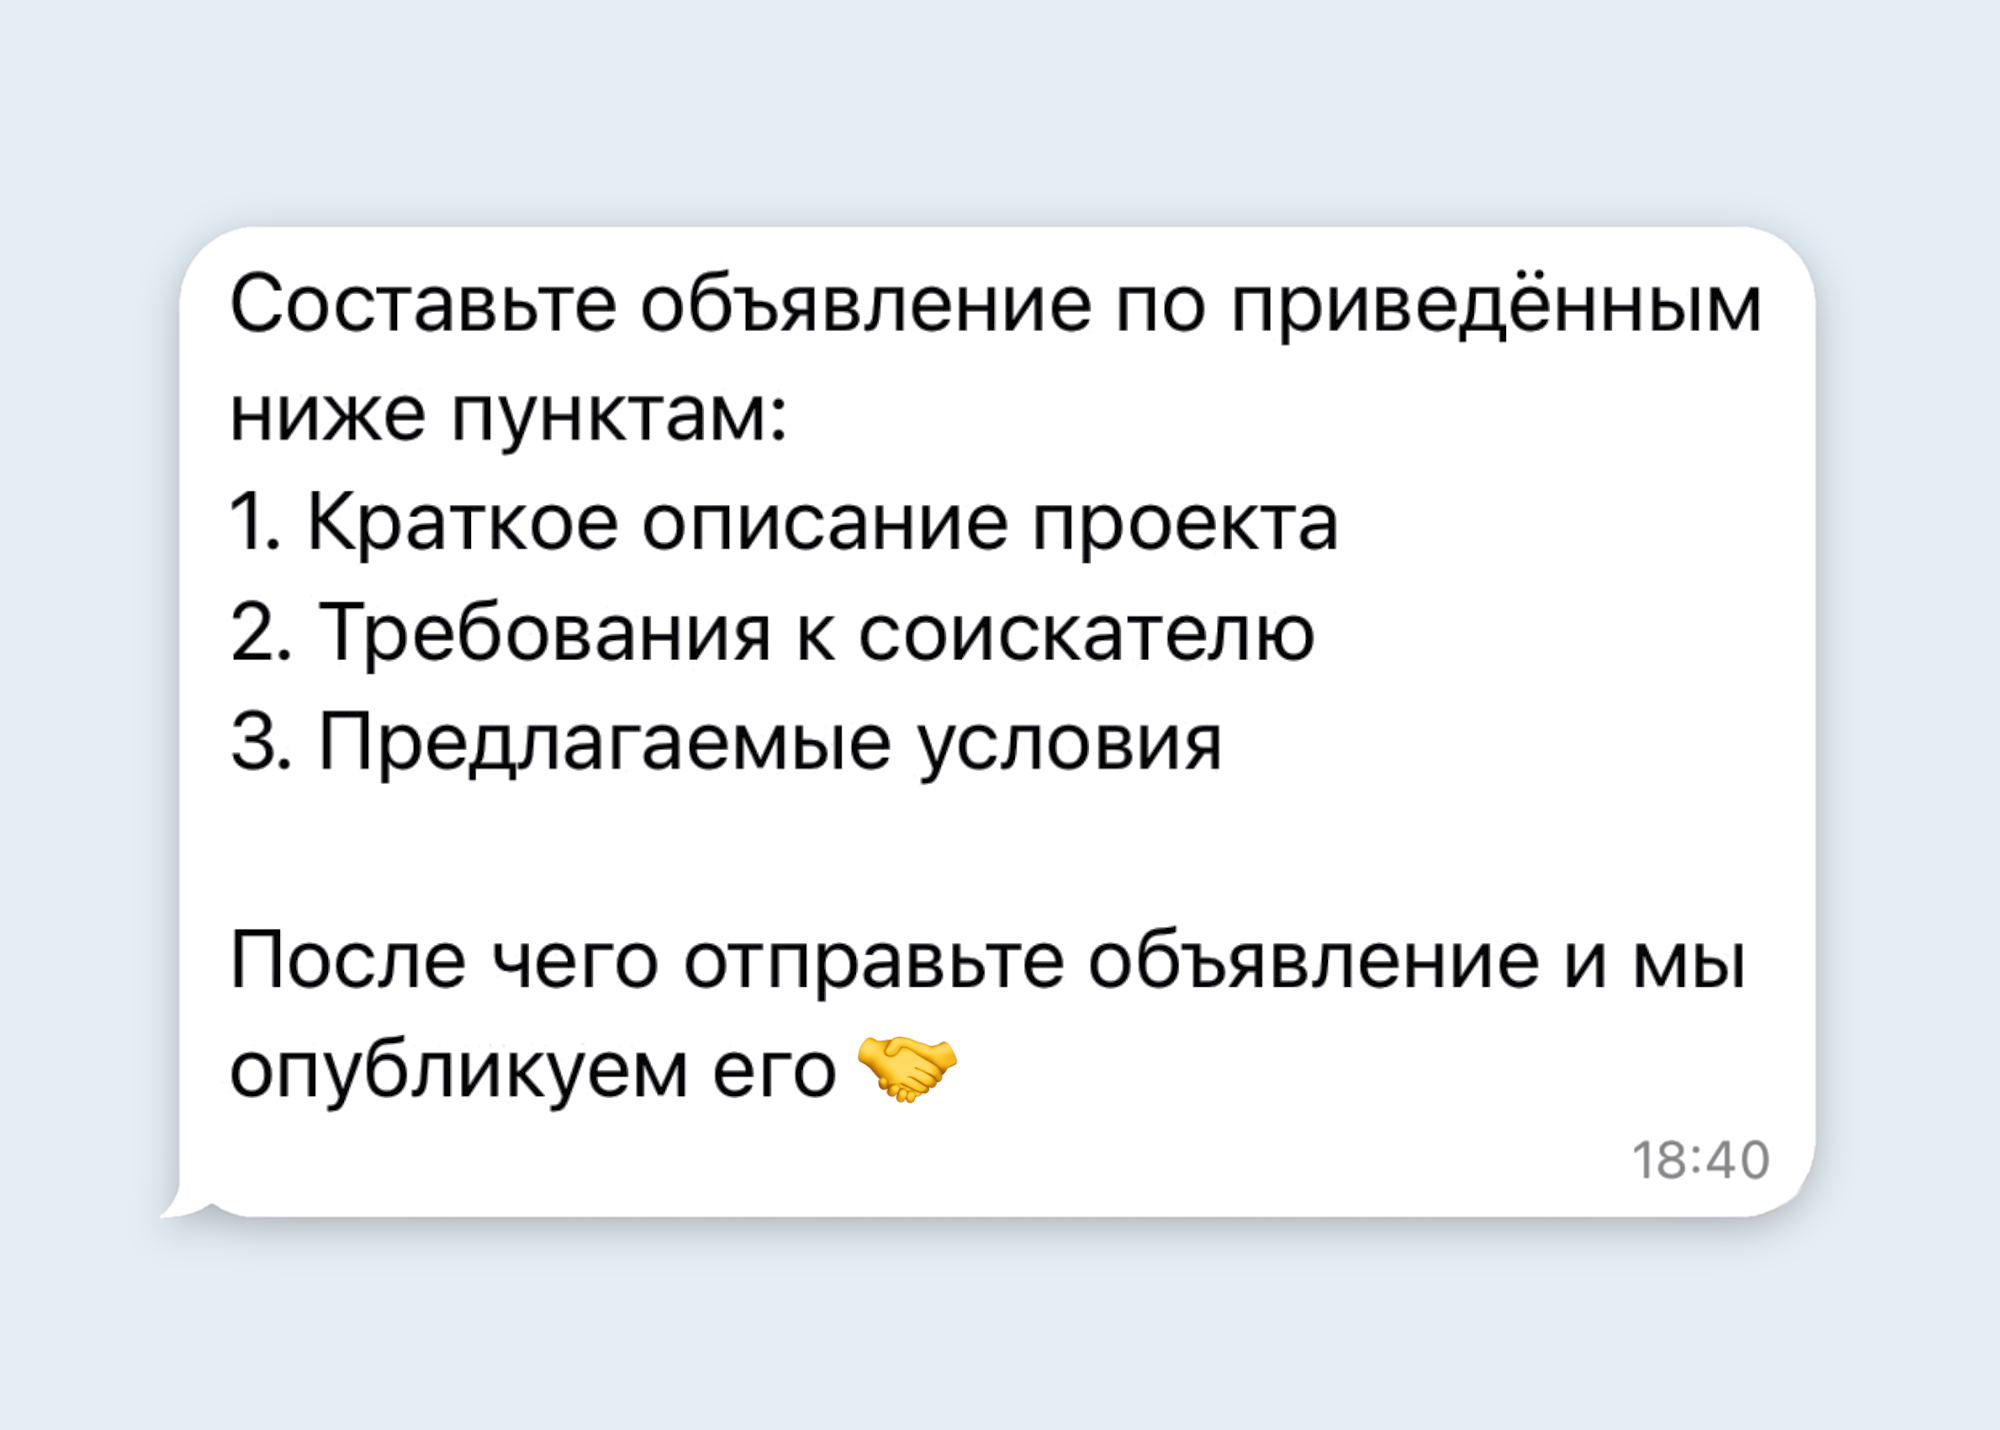 Составьте объявление по приведённым
ниже пунктам:
1. Краткое описание проекта
2. Требования к соискателю
3. Предлагаемые условия
После чего отправьте объявление и мы
опубликуем его 🤝
18:40